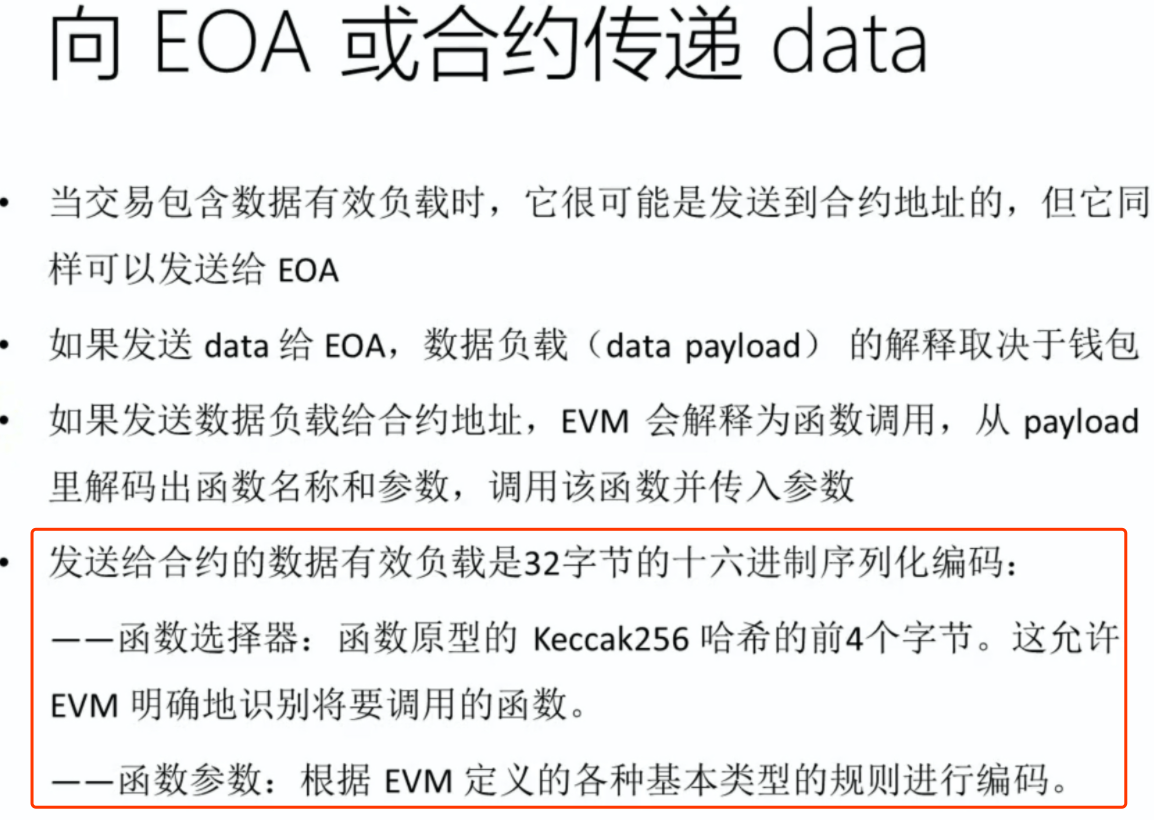 向 EOA 或合约传递 data
• 当交易包含数据有效负载时，它很可能是发送到合约地址的，但它同
样可以发送给 EOA
• 如果发送 data 给 EOA，数据负载（data payload） 的解释取决于钱包
• 如果发送数据负载给合约地址，EVM 会解释为函数调用，从 payload
里解码出函数名称和参数，调用该函数并传入参数
• 发送给合约的数据有效负载是32字节的十六进制序列化编码：
——函数选择器：函数原型的 Keccak256 哈希的前4个字节。这允许
EVM 明确地识别将要调用的函数。
——函数参数：根据 EVM 定义的各种基本类型的规则进行编码。